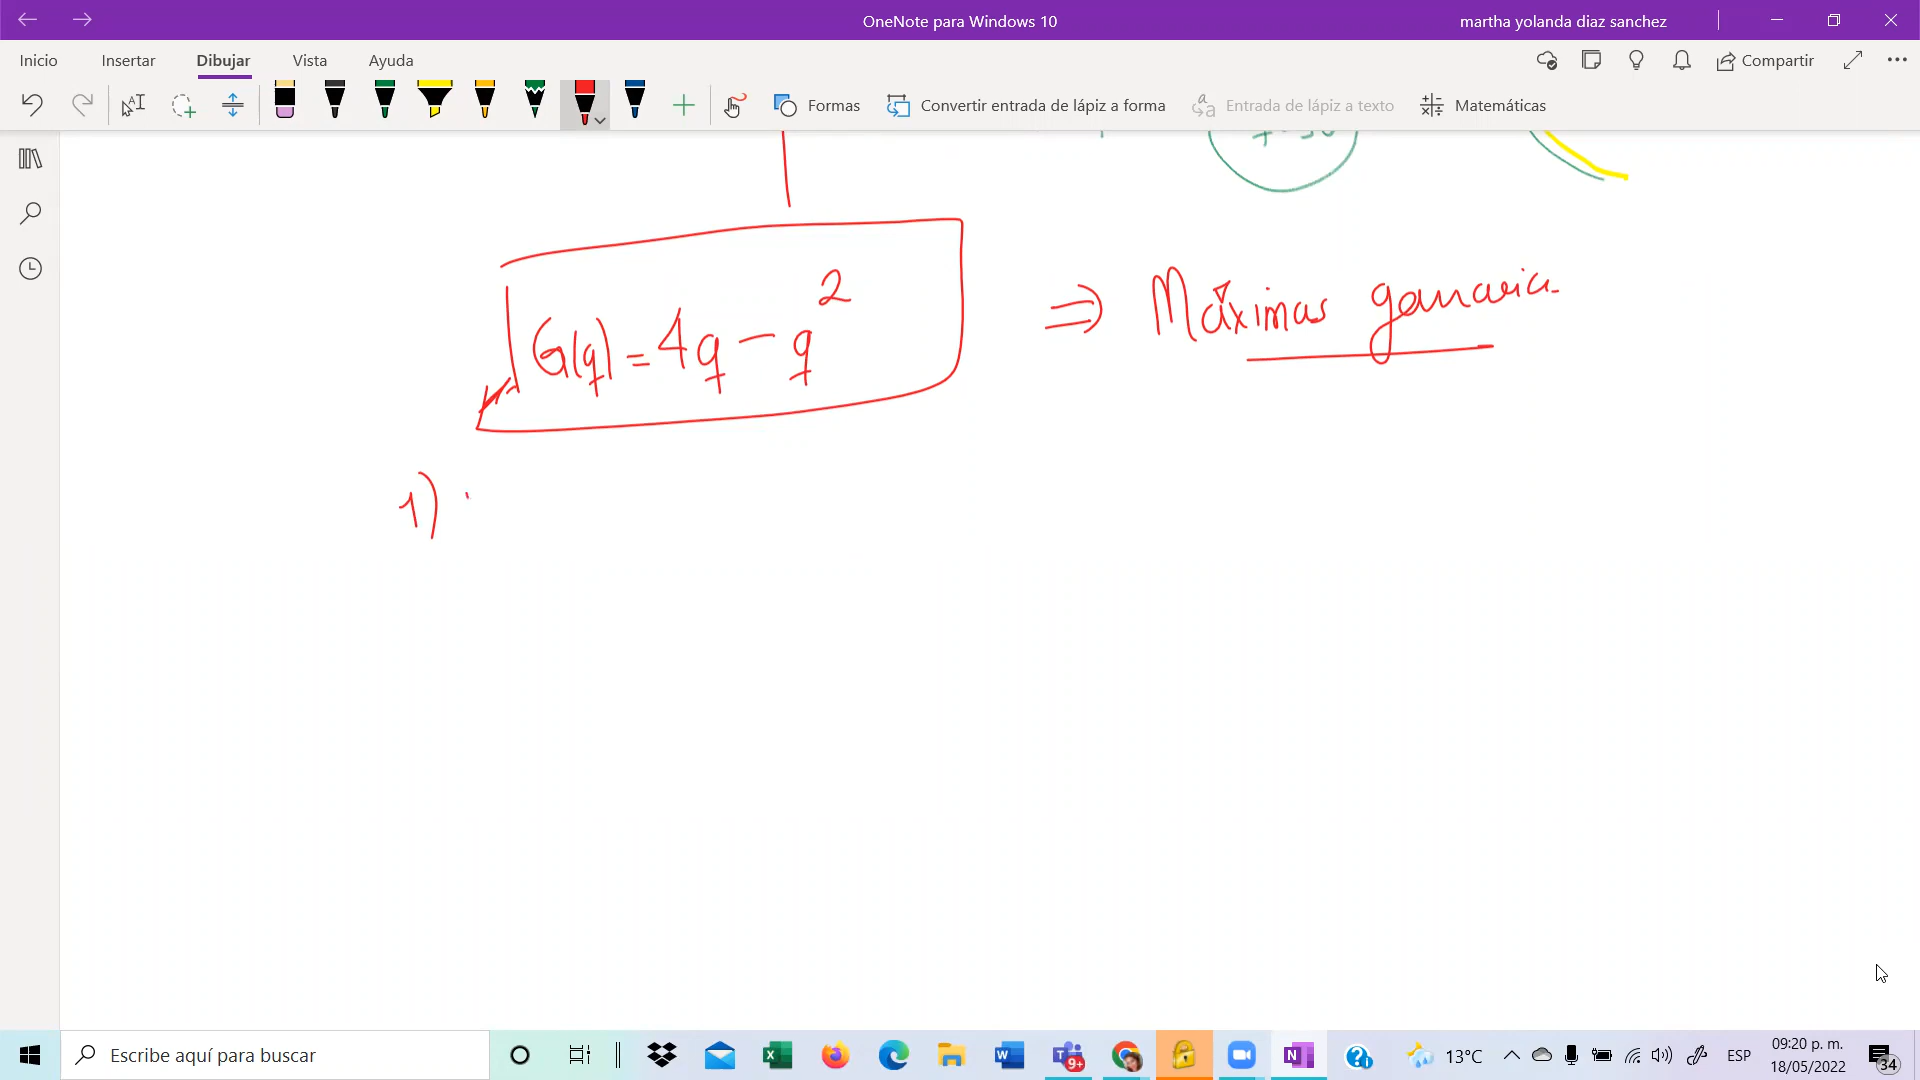 OneNote para Windows 10
martha yolanda diaz sanchez
Inicio
Insertar
Dibujar
Vista
Ayuda
Compartir
Formas
Convertir entrada de lápiz a forma
Entrada de lápiz a texto
Matemáticas
G(q) = 4q - q²
⇒ Máximas ganancia
1)
Escribe aquí para buscar
9+
13°C
ESP
09:20 p. m.
18/05/2022
34